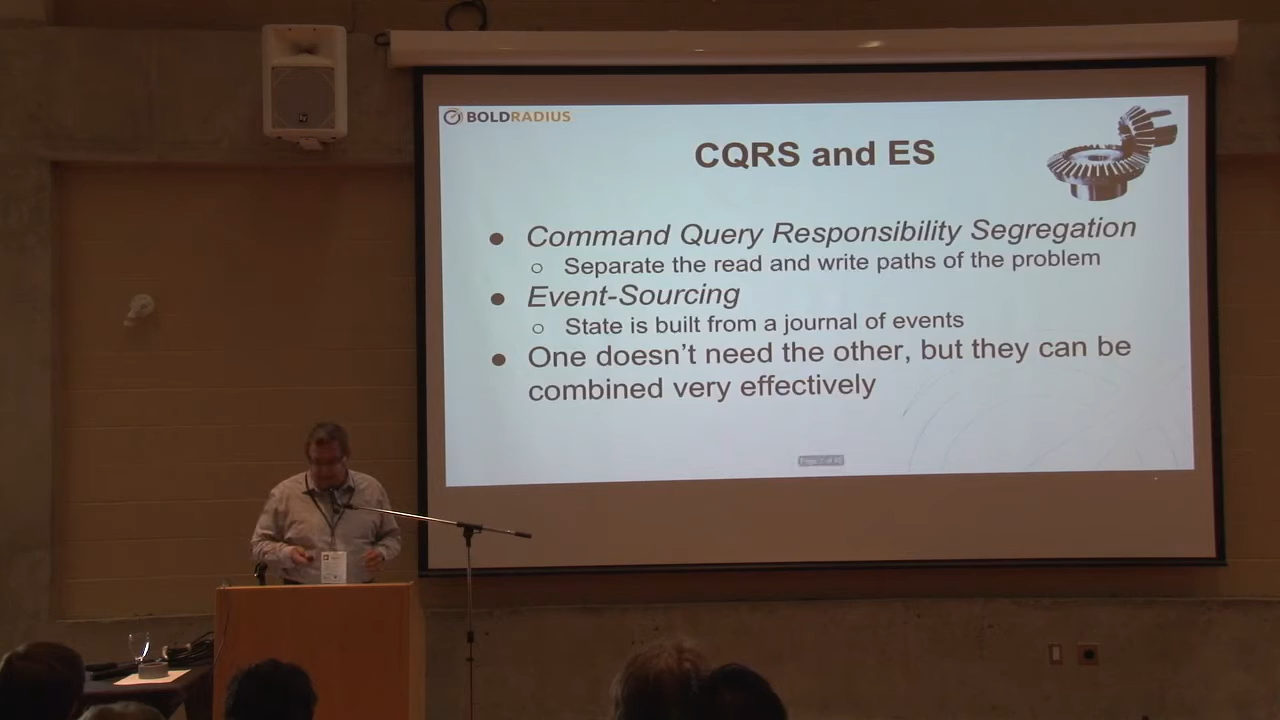 BOLDRADIUS
CQRS and ES
● Command Query Responsibility Segregation
○ Separate the read and write paths of the problem
● Event-Sourcing
○ State is built from a journal of events
● One doesn't need the other, but they can be
combined very effectively